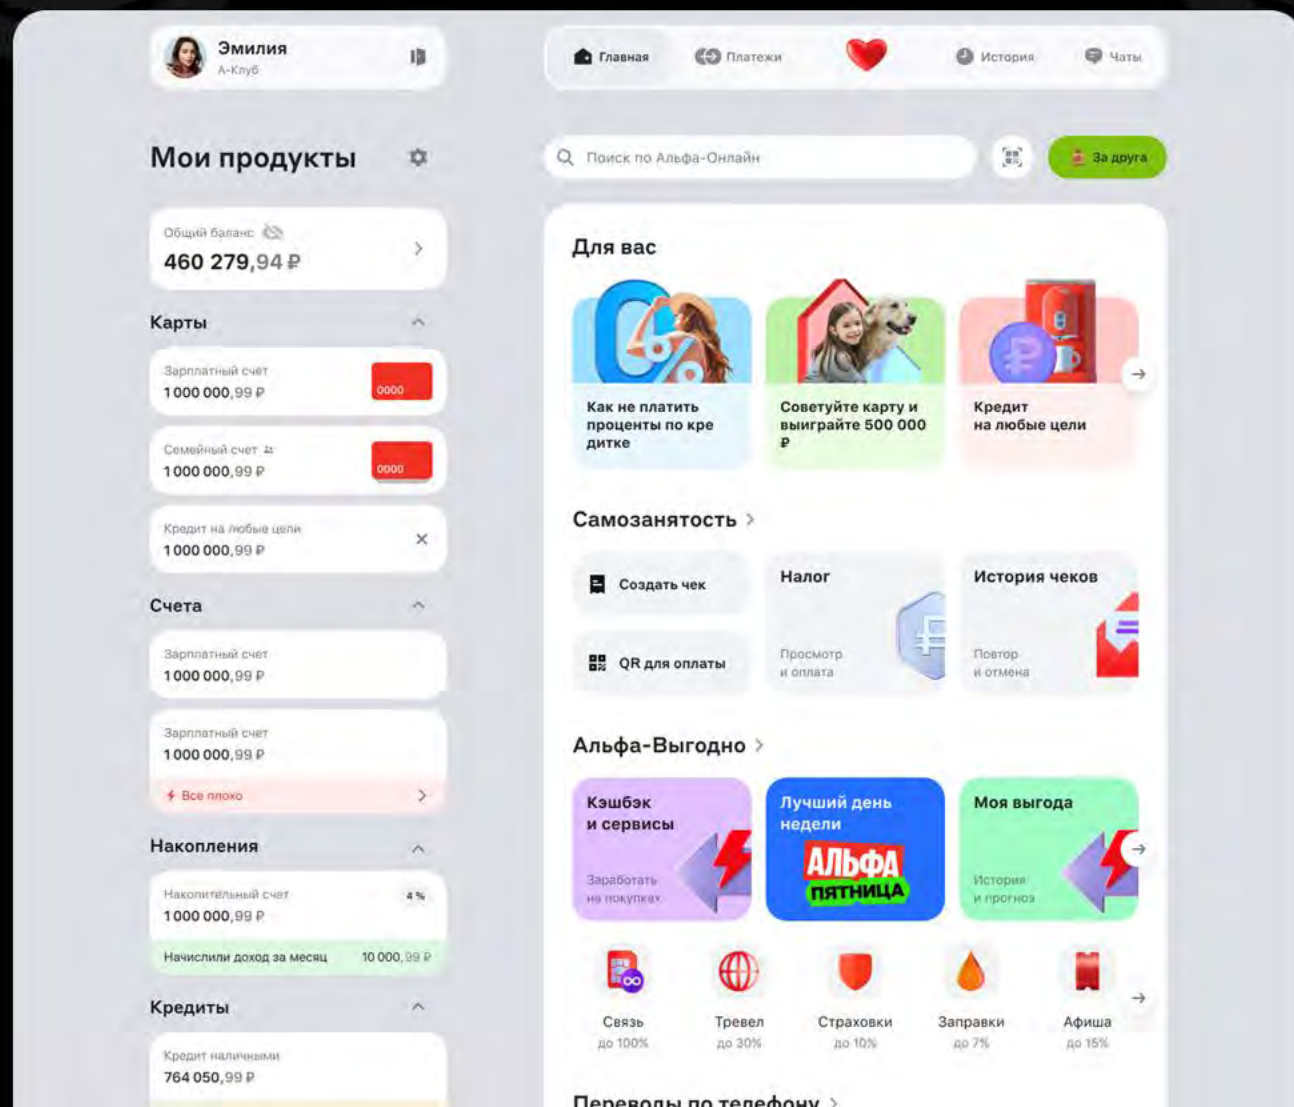 Эмилия
А-Клуб
Главная
Платежи
История
Чаты
Мои продукты
Поиск по Альфа-Онлайн
За друга
Общий баланс
460 279,94 ₽
Карты
Зарплатный счет
1 000 000,99 ₽
0000
Семейный счет
1 000 000,99 ₽
0000
Кредит на любые цели
1 000 000,99 ₽
Счета
Зарплатный счет
1 000 000,99 ₽
Зарплатный счет
1 000 000,99 ₽
Все плохо
Накопления
Накопительный счет
4 %
1 000 000,99 ₽
Начислили доход за месяц
10 000,99 ₽
Кредиты
Кредит наличными
764 050,99 ₽
Для вас
Как не платить
проценты по кре
дитке
Советуйте карту и
выиграйте 500 000
₽
Кредит
на любые цели
Самозанятость
Создать чек
QR для оплаты
Налог
Просмотр
и оплата
История чеков
Повтор
и отмена
Альфа-Выгодно
Кэшбэк
и сервисы
Заработать
на покупках
Лучший день
недели
АЛЬФА
ПЯТНИЦА
Моя выгода
История
и прогноз
Связь
до 100%
Тревел
до 30%
Страховки
до 10%
Заправки
до 7%
Афиша
до 15%
Переводы по телефону